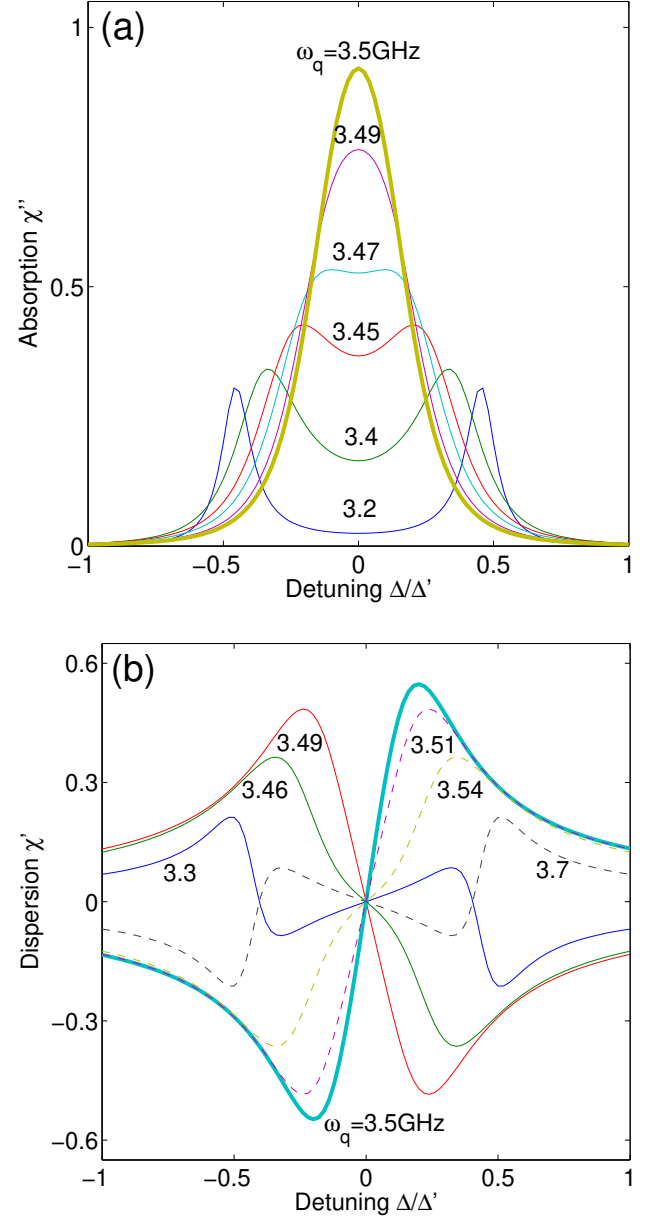 (a)
ω_q=3.5GHz
3.49
3.47
3.45
3.4
3.2
1
0.5
0
Absorption χ’’
−1 −0.5 0 0.5 1
Detuning Δ/Δ’
(b)
0.6
0.3
0
−0.3
−0.6
Dispersion χ’
3.49
3.46
3.3
3.51
3.54
3.7
ω_q=3.5GHz
−1 −0.5 0 0.5 1
Detuning Δ/Δ’